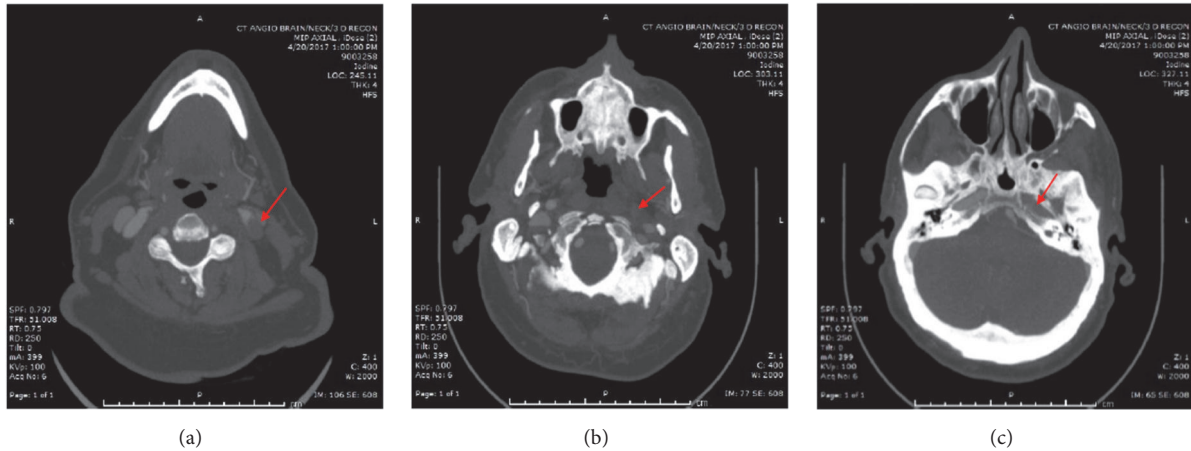 A
CT ANGIO BRAIN/NECK/3 D RECON
MIP AXIAL, iDose (2)
4/20/2017 1:00:00 PM
9003258
Iodine
LOC: 245.11
THK: 4
HFS
R
L
SPF: 0.797
TFR: 51.008
RT: 0.75
RD: 250
Tilt: 0
mA: 399
KVp: 100
Acq No: 6
Page: 1 of 1
P
cm
Z: 1
C: 400
W: 2000
IM: 106 SE: 608
(a)
A
CT ANGIO BRAIN/NECK/3 D RECON
MIP AXIAL, iDose (2)
4/20/2017 1:00:00 PM
9003258
Iodine
LOC: 303.11
THK: 4
HFS
R
L
SPF: 0.797
TFR: 51.008
RT: 0.75
RD: 250
Tilt: 0
mA: 399
KVp: 100
Acq No: 6
Page: 1 of 1
P
cm
Z: 1
C: 400
W: 2000
IM: 77 SE: 608
(b)
A
CT ANGIO BRAIN/NECK/3 D RECON
MIP AXIAL, iDose (2)
4/20/2017 1:00:00 PM
9003258
Iodine
LOC: 327.11
THK: 4
HFS
R
L
SPF: 0.797
TFR: 51.008
RT: 0.75
RD: 250
Tilt: 0
mA: 399
KVp: 100
Acq No: 6
Page: 1 of 1
P
cm
Z: 1
C: 400
W: 2000
IM: 65 SE: 608
(c)